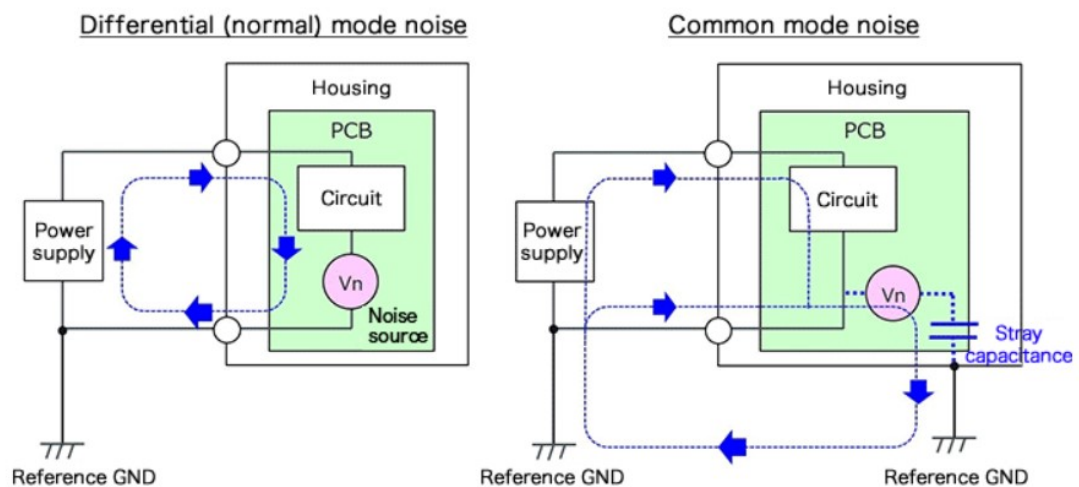 Differential (normal) mode noise
Housing
PCB
Circuit
Power
supply
Vn
Noise
source
Reference GND
Common mode noise
Housing
PCB
Circuit
Power
supply
Vn
Stray
capacitance
Reference GND
Reference GND